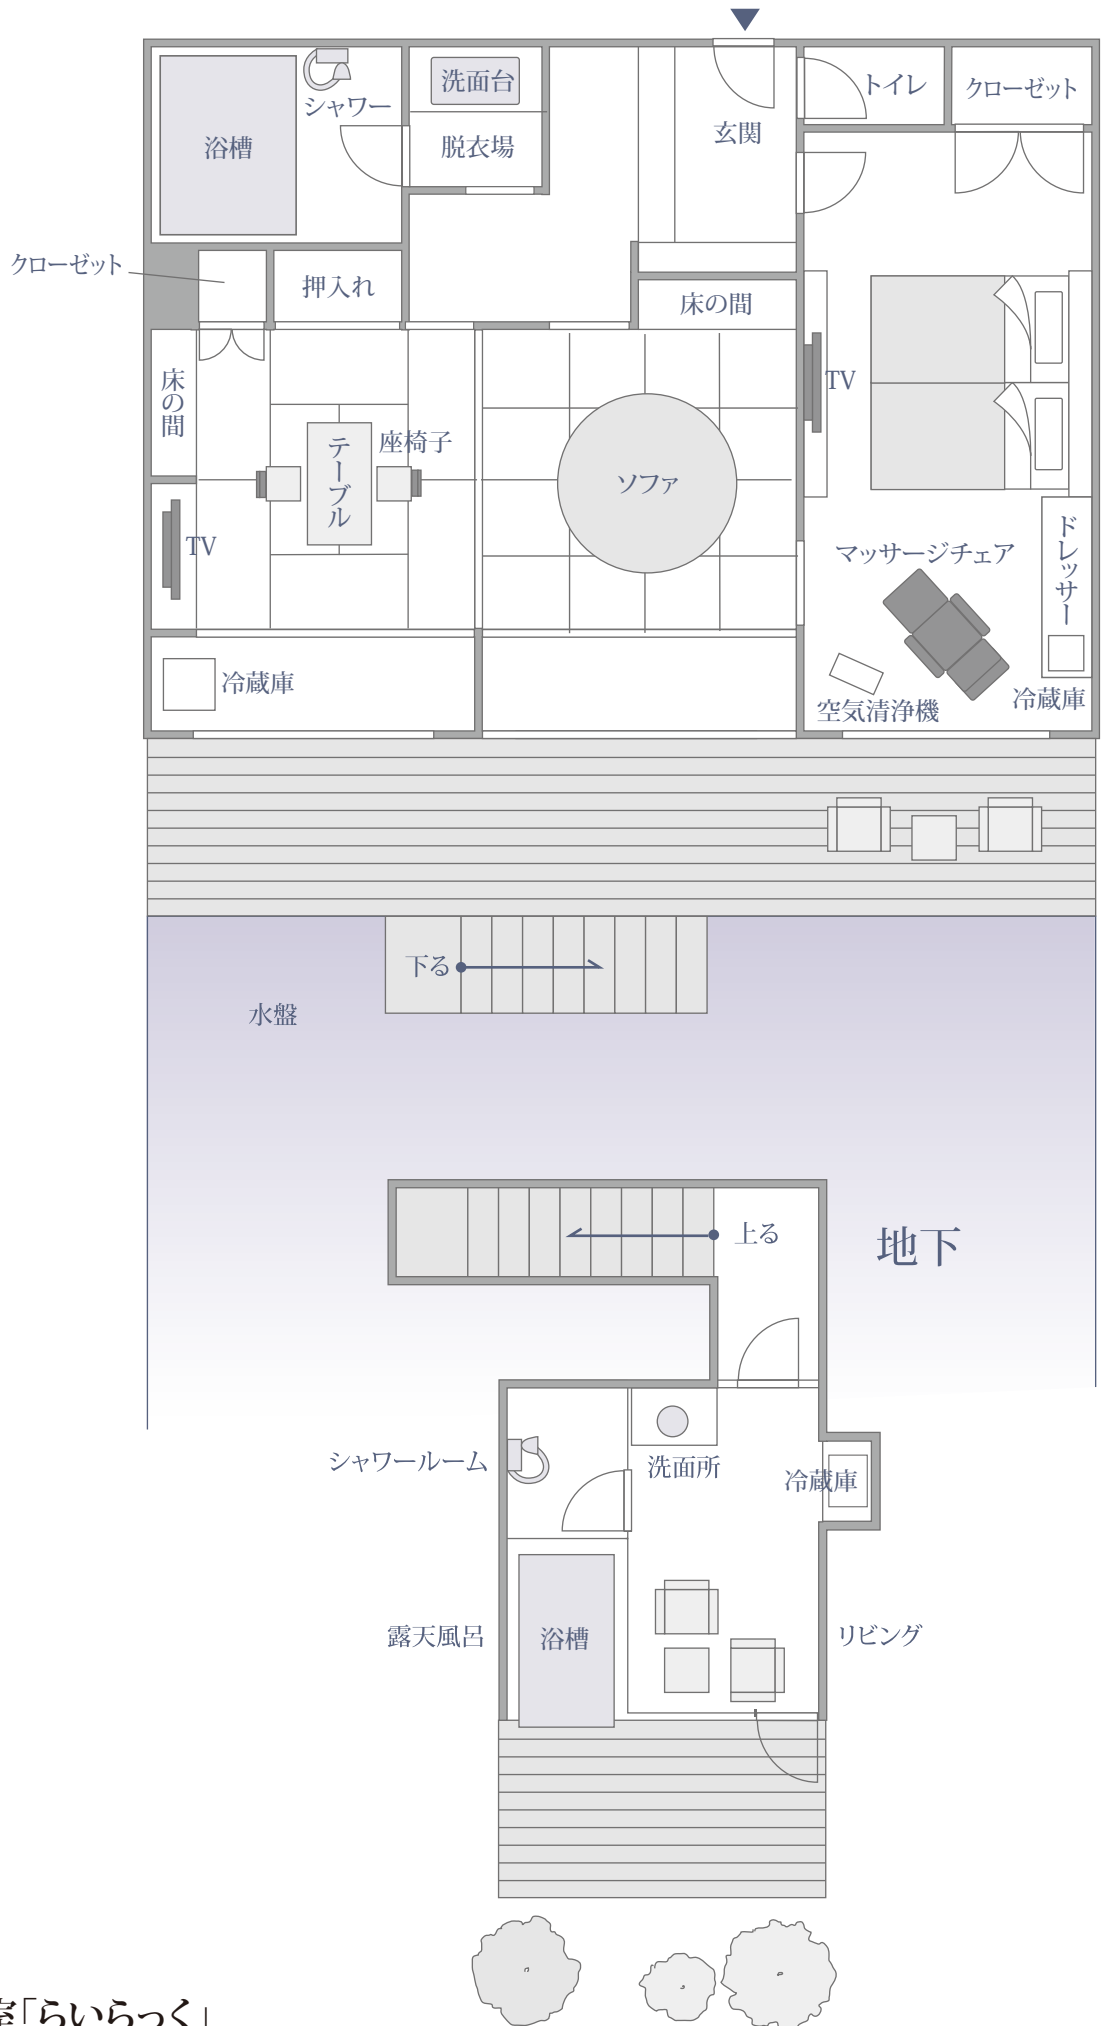 洗面台
トイレ
クローゼット
シャワー
浴槽
脱衣場
玄関
クローゼット
押入れ
床の間
床の間
TV
座椅子
テーブル
ソファ
TV
マッサージチェア
ドレッサー
冷蔵庫
空気清浄機
冷蔵庫
下る
水盤
上る
地下
シャワールーム
洗面所
冷蔵庫
露天風呂
浴槽
リビング
室「らいらっく」